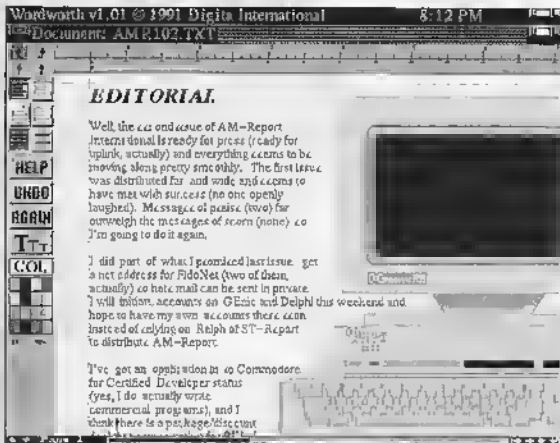 Wordworth v1.01 © 1991 Digita International 8:12 PM
Document: AMR102.TXT
EDITORIAL
Well, the second issue of AM-Report
International is ready for press (ready for
uplink, actually) and everything seems to be
moving along pretty smoothly. The first issue
was distributed far and wide and seems to
have met with success (no one openly
laughed). Messages of praise (two) far
outweigh the messages of scorn (none) so
I'm going to do it again.
I did part of what I promised last issue, get
a net address for FidoNet (two of them,
actually) so hate mail can be sent in private.
I will initiate accounts on GEnie and Delphi this weekend and
hope to have my own accounts there soon
instead of relying on Ralph of ST-Report
to distribute AM-Report.
I've got an application in to Commodore
for Certified Developer status
(yes, I do actually write
commercial programs), and I
think there is a package/discount
HELP
UNDO
AGAIN
TTT
COL
Page 1